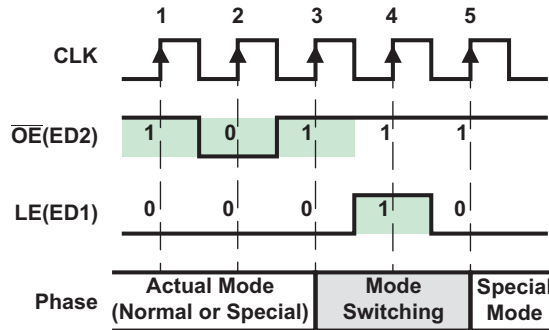 1 2 3 4 5
CLK
OE(ED2) 1 0 1 1 1
LE(ED1) 0 0 0 1 0
Phase
Actual Mode
(Normal or Special)
Mode
Switching
Special
Mode